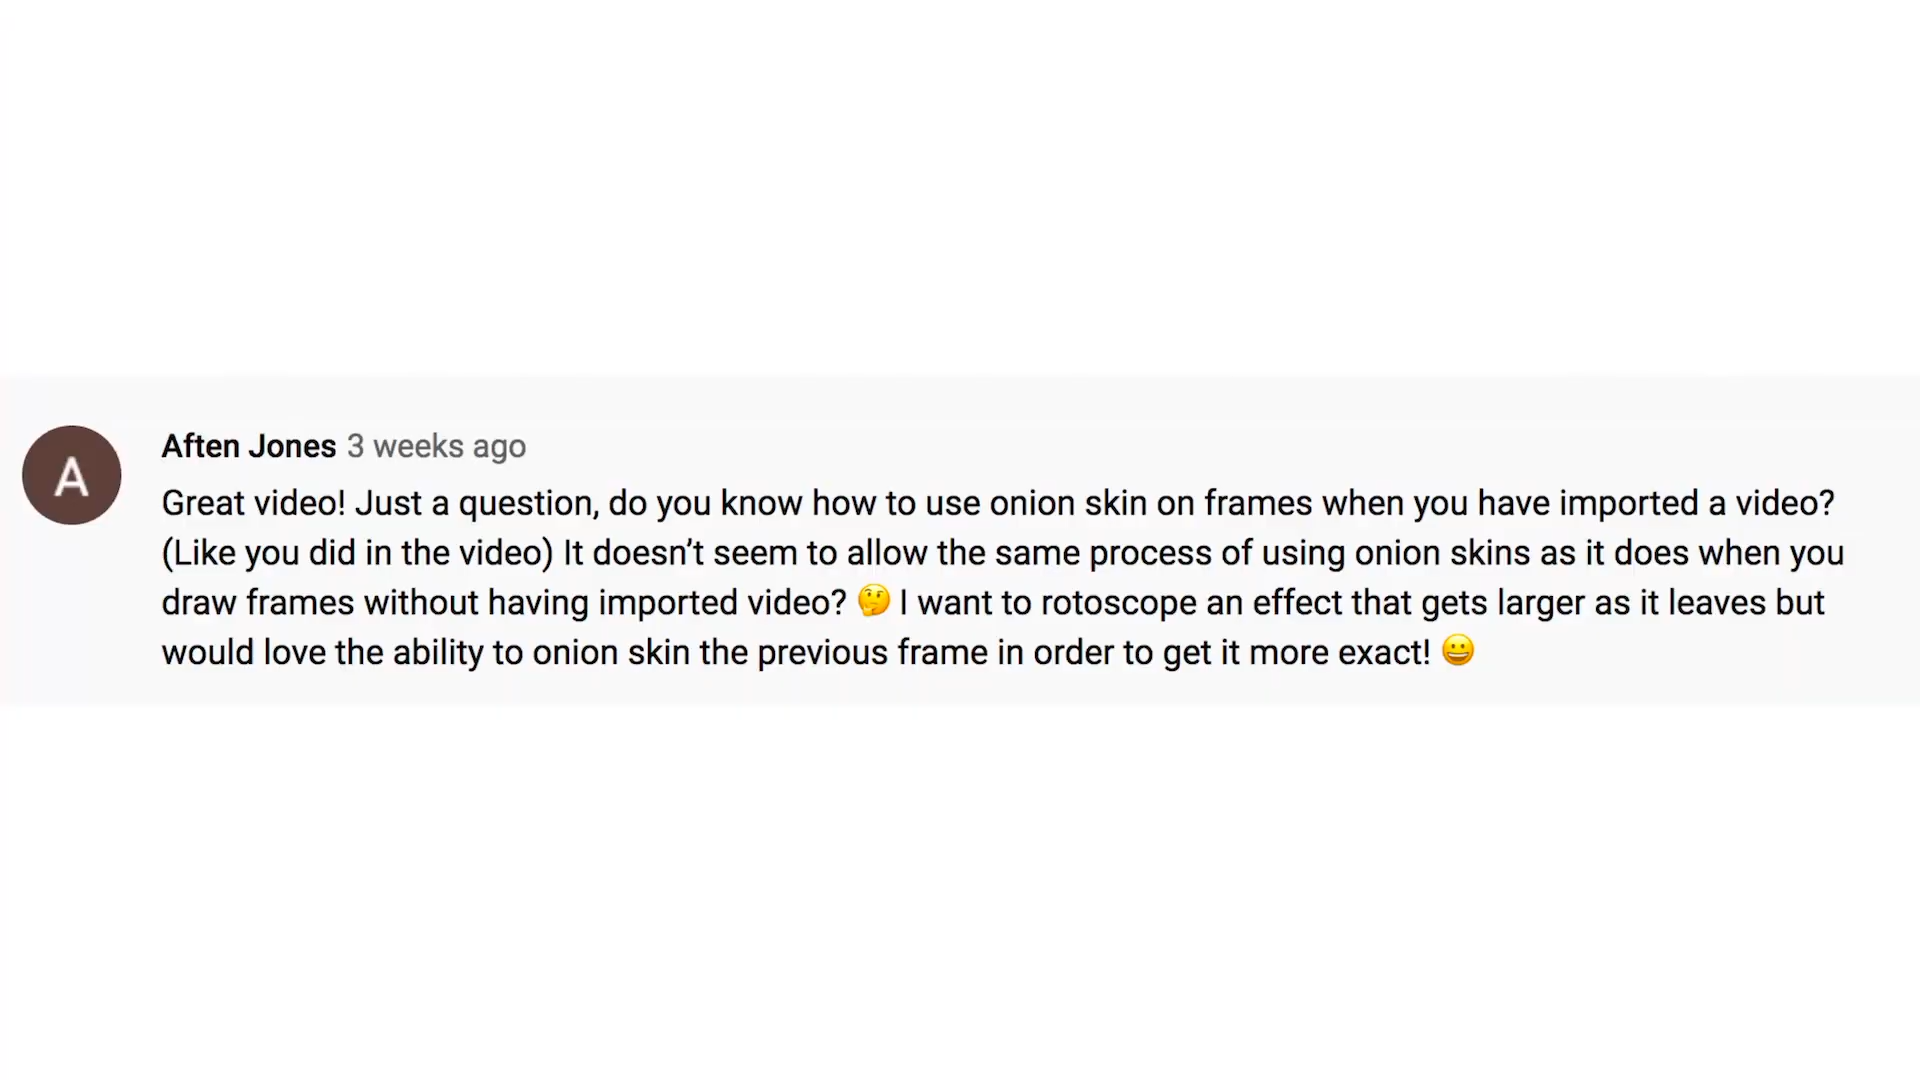 A
Aften Jones 3 weeks ago
Great video! Just a question, do you know how to use onion skin on frames when you have imported a video?
(Like you did in the video) It doesn’t seem to allow the same process of using onion skins as it does when you
draw frames without having imported video? 🤔 I want to rotoscope an effect that gets larger as it leaves but
would love the ability to onion skin the previous frame in order to get it more exact! 😀